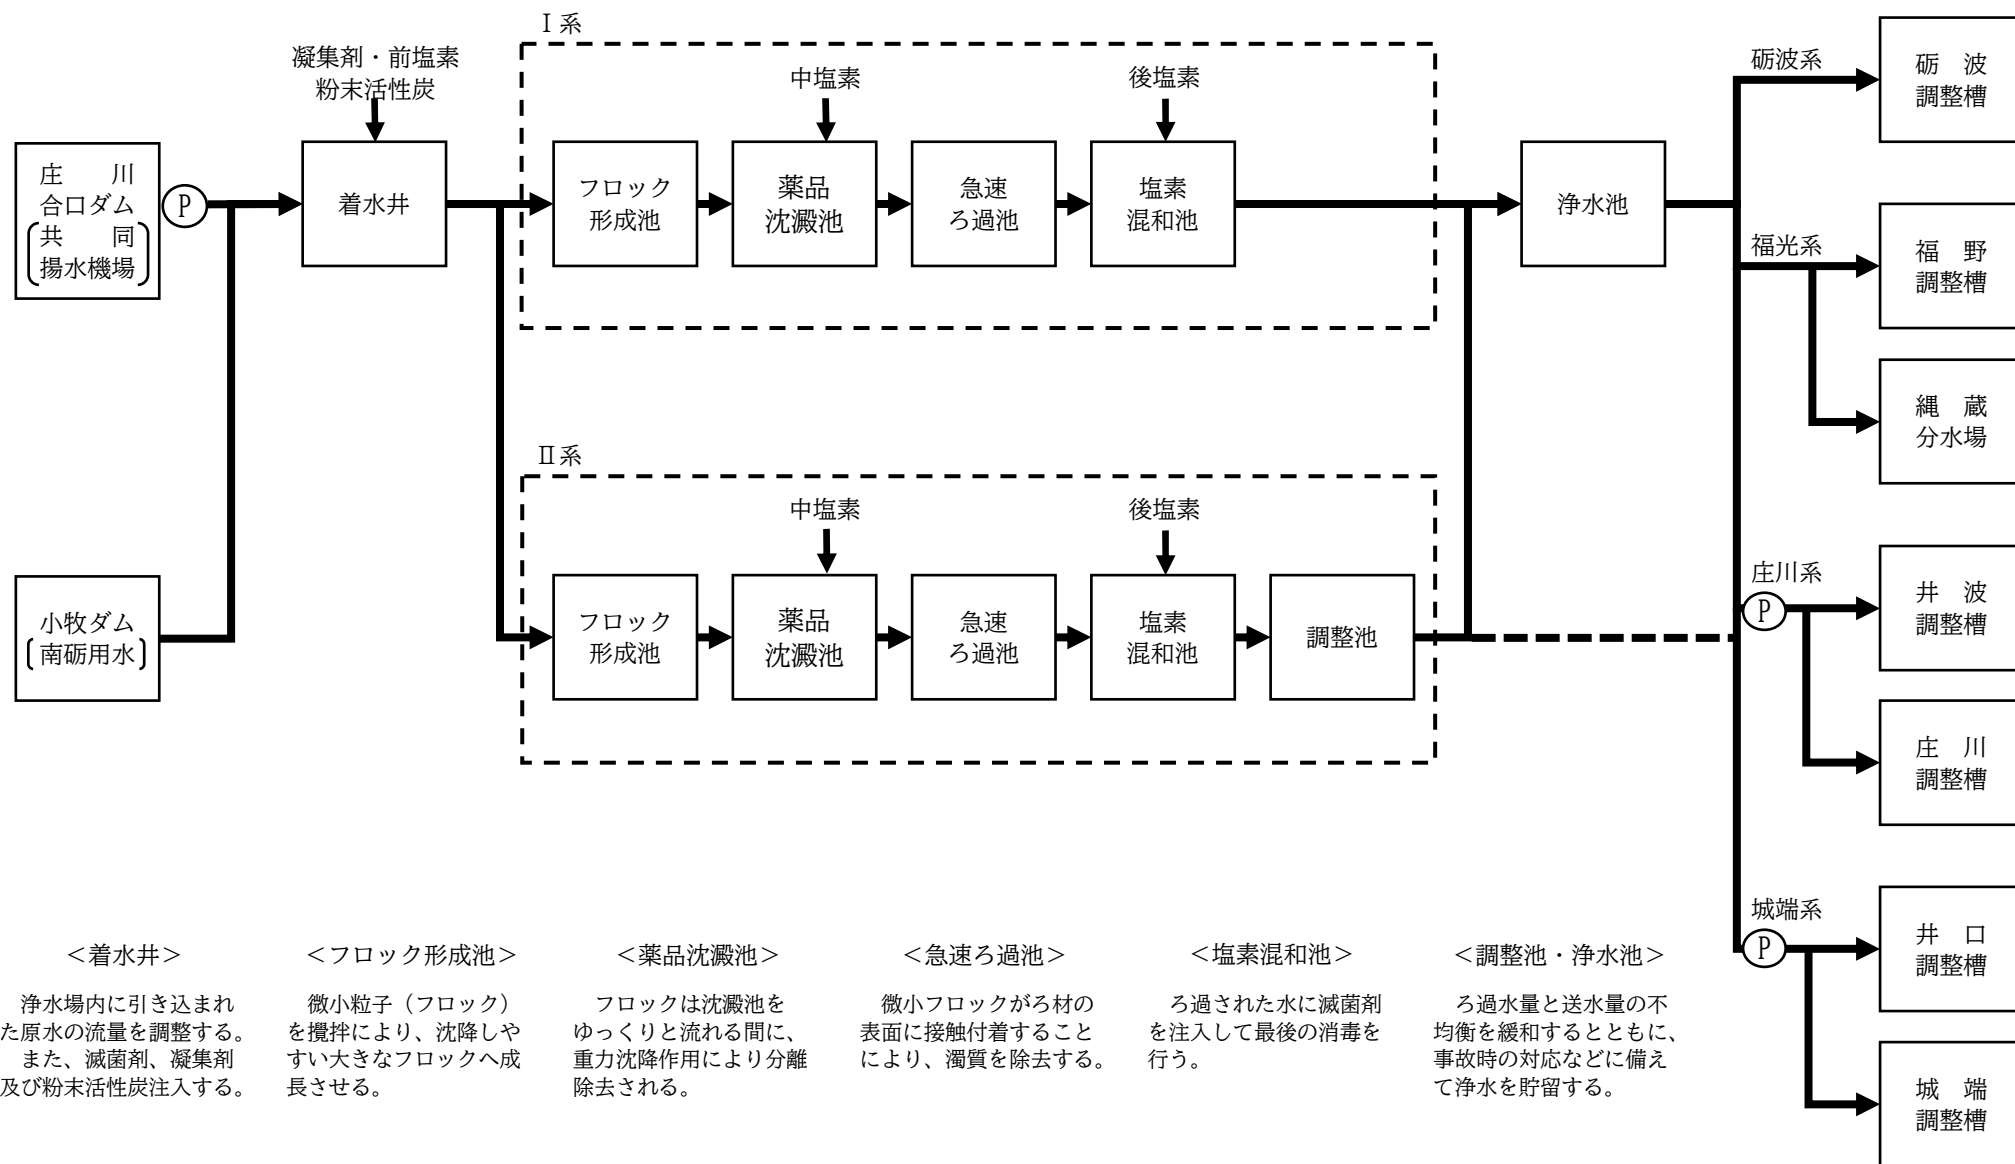 Ⅰ系
凝集剤・前塩素
粉末活性炭
中塩素
後塩素
庄　川
合口ダム
共　同
揚水機場
P
着水井
フロック
形成池
薬品
沈澱池
急速
ろ過池
塩素
混和池
浄水池
砺波系
砺　波
調整槽
福光系
福　野
調整槽
縄　蔵
分水場
Ⅱ系
中塩素
後塩素
小牧ダム
南砺用水
フロック
形成池
薬品
沈澱池
急速
ろ過池
塩素
混和池
調整池
庄川系
P
井　波
調整槽
庄　川
調整槽
城端系
P
井　口
調整槽
城　端
調整槽
＜着水井＞
浄水場内に引き込まれ
た原水の流量を調整する。
また、滅菌剤、凝集剤
及び粉末活性炭注入する。
＜フロック形成池＞
微小粒子（フロック）
を攪拌により、沈降しや
すい大きなフロックへ成
長させる。
＜薬品沈澱池＞
フロックは沈澱池を
ゆっくりと流れる間に、
重力沈降作用により分離
除去される。
＜急速ろ過池＞
微小フロックがろ材の
表面に接触付着すること
により、濁質を除去する。
＜塩素混和池＞
ろ過された水に滅菌剤
を注入して最後の消毒を
行う。
＜調整池・浄水池＞
ろ過水量と送水量の不
均衡を緩和するとともに、
事故時の対応などに備え
て浄水を貯留する。